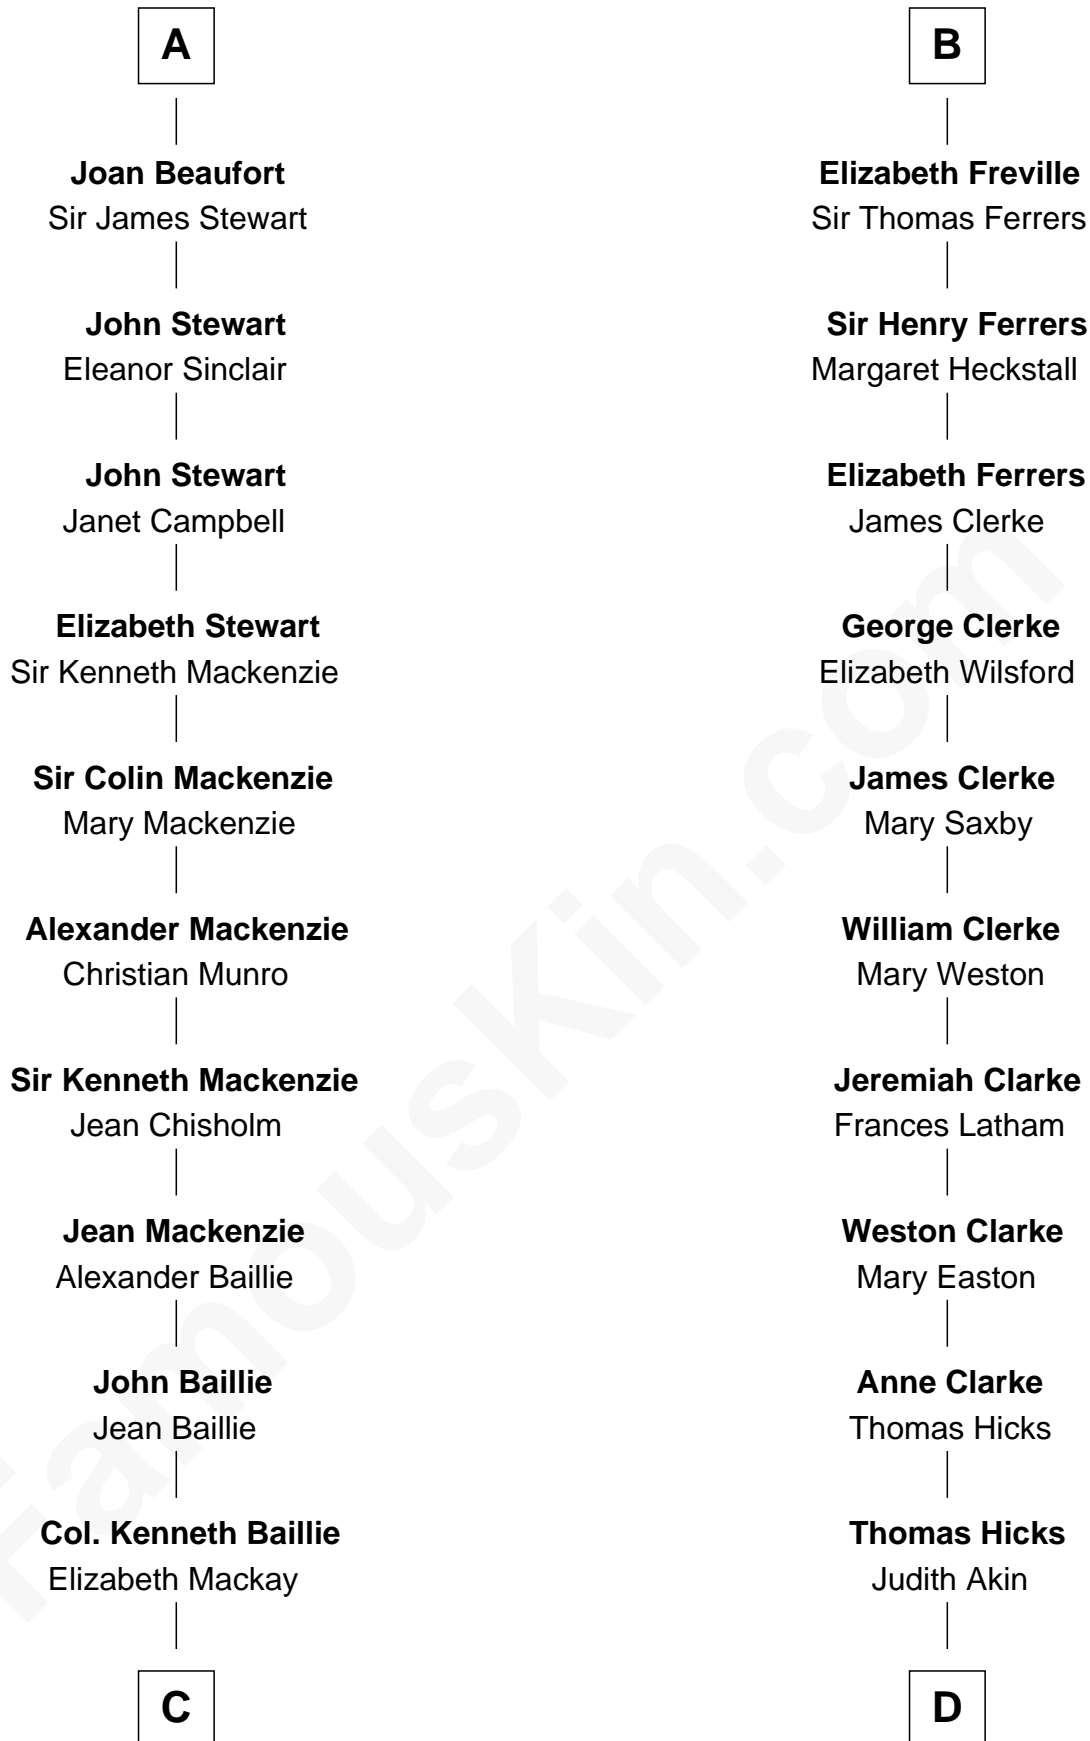 A
Joan Beaufort
Sir James Stewart
John Stewart
Eleanor Sinclair
John Stewart
Janet Campbell
Elizabeth Stewart
Sir Kenneth Mackenzie
Sir Colin Mackenzie
Mary Mackenzie
Alexander Mackenzie
Christian Munro
Sir Kenneth Mackenzie
Jean Chisholm
Jean Mackenzie
Alexander Baillie
John Baillie
Jean Baillie
Col. Kenneth Baillie
Elizabeth Mackay
C
B
Elizabeth Freville
Sir Thomas Ferrers
Sir Henry Ferrers
Margaret Heckstall
Elizabeth Ferrers
James Clerke
George Clerke
Elizabeth Wilsford
James Clerke
Mary Saxby
William Clerke
Mary Weston
Jeremiah Clarke
Frances Latham
Weston Clarke
Mary Easton
Anne Clarke
Thomas Hicks
Thomas Hicks
Judith Akin
D
FamousKin.com